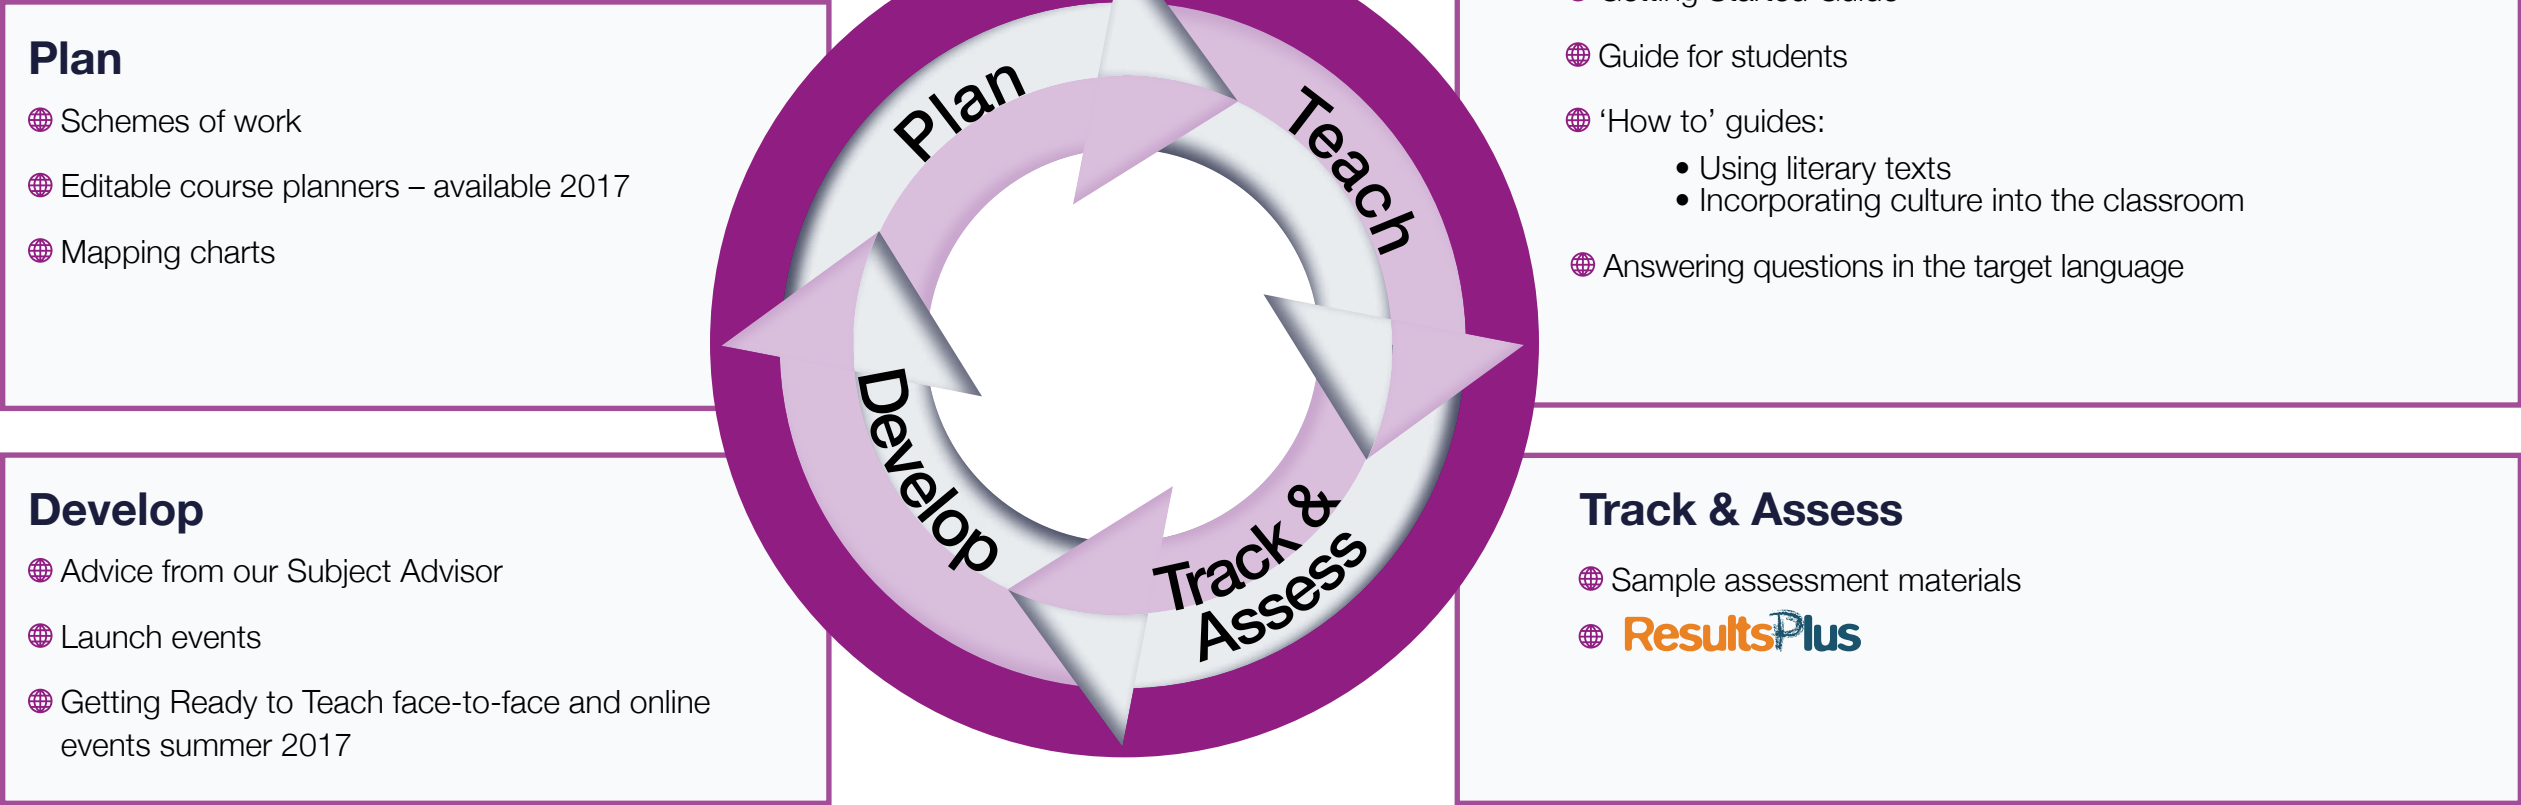 Plan
Schemes of work
Editable course planners – available 2017
Mapping charts
Plan
Teach
Track &
Assess
Develop
Getting Started Guide
Guide for students
‘How to’ guides:
• Using literary texts
• Incorporating culture into the classroom
Answering questions in the target language
Develop
Advice from our Subject Advisor
Launch events
Getting Ready to Teach face-to-face and online
events summer 2017
Track & Assess
Sample assessment materials
ResultsPlus